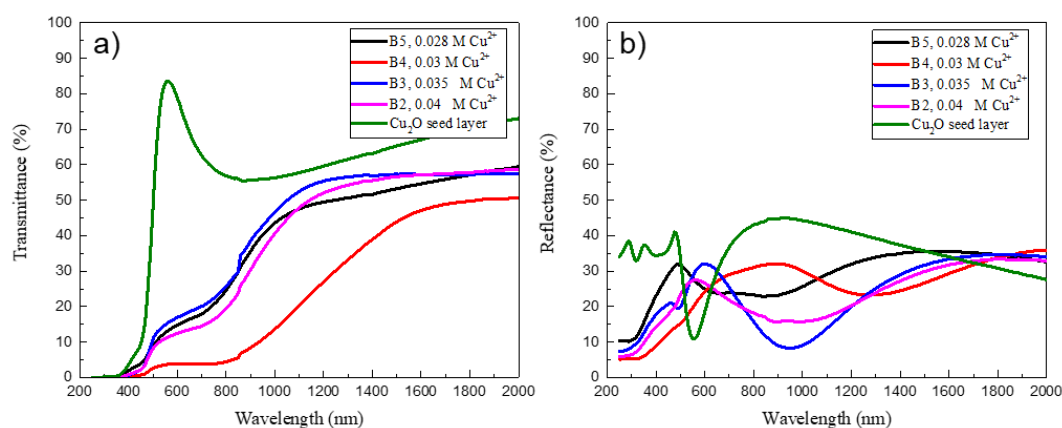 a)
B5, 0.028 M Cu²⁺
B4, 0.03 M Cu²⁺
B3, 0.035 M Cu²⁺
B2, 0.04 M Cu²⁺
Cu₂O seed layer
100
90
80
70
60
50
40
30
20
10
0
Transmittance (%)
200 400 600 800 1000 1200 1400 1600 1800 2000
Wavelength (nm)
b)
B5, 0.028 M Cu²⁺
B4, 0.03 M Cu²⁺
B3, 0.035 M Cu²⁺
B2, 0.04 M Cu²⁺
Cu₂O seed layer
100
90
80
70
60
50
40
30
20
10
0
Reflectance (%)
200 400 600 800 1000 1200 1400 1600 1800 2000
Wavelength (nm)